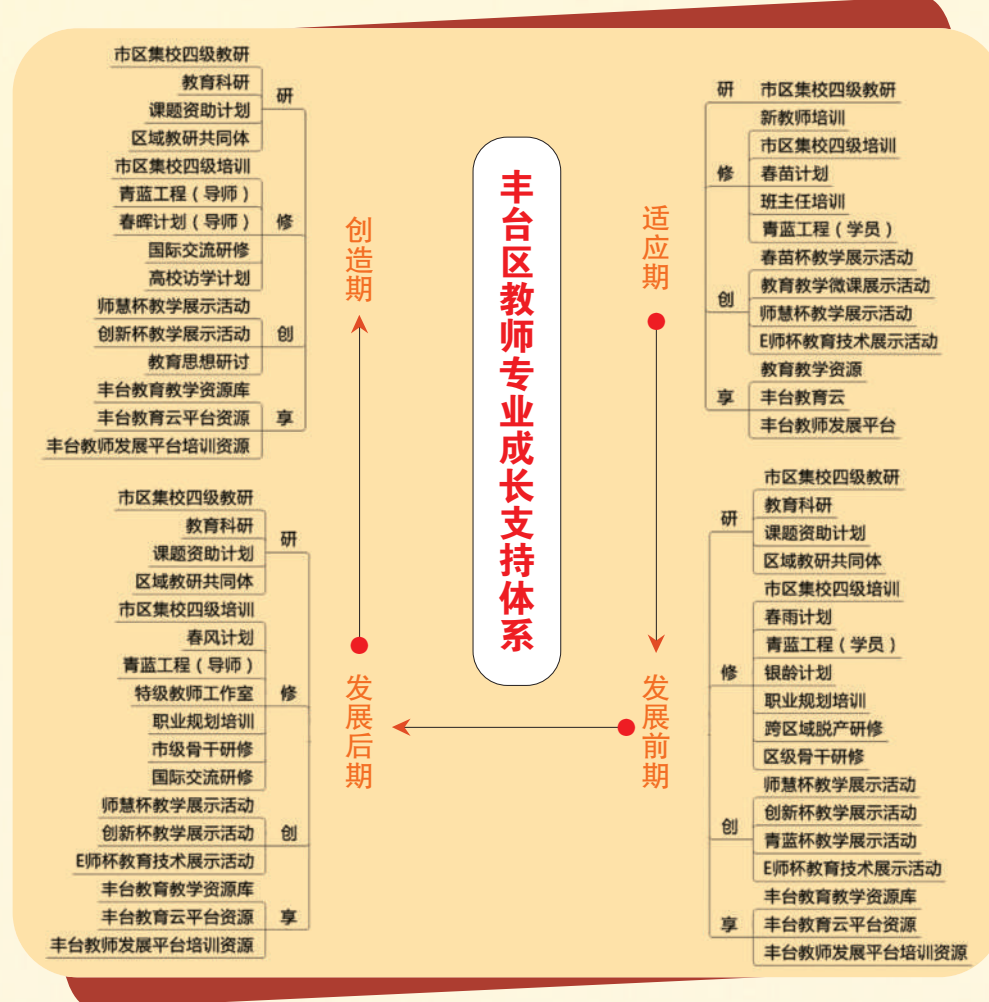 丰台区教师专业成长支持体系
适应期
研
市区集校四级教研
修
新教师培训
市区集校四级培训
春苗计划
班主任培训
青蓝工程（学员）
创
春苗杯教学展示活动
教育教学微课展示活动
师慧杯教学展示活动
E师杯教育技术展示活动
享
教育教学资源
丰台教育云
丰台教师发展平台
发展前期
研
市区集校四级教研
教育科研
课题资助计划
区域教研共同体
修
市区集校四级培训
春雨计划
青蓝工程（学员）
银龄计划
职业规划培训
跨区域脱产研修
区级骨干研修
创
师慧杯教学展示活动
创新杯教学展示活动
青蓝杯教学展示活动
E师杯教育技术展示活动
享
丰台教育教学资源库
丰台教育云平台资源
丰台教师发展平台培训资源
发展后期
研
市区集校四级教研
教育科研
课题资助计划
区域教研共同体
修
市区集校四级培训
春风计划
青蓝工程（导师）
特级教师工作室
职业规划培训
市级骨干研修
国际交流研修
创
师慧杯教学展示活动
创新杯教学展示活动
E师杯教育技术展示活动
享
丰台教育教学资源库
丰台教育云平台资源
丰台教师发展平台培训资源
创造期
研
市区集校四级教研
教育科研
课题资助计划
区域教研共同体
修
市区集校四级培训
青蓝工程（导师）
春晖计划（导师）
国际交流研修
高校访学计划
创
师慧杯教学展示活动
创新杯教学展示活动
教育思想研讨
享
丰台教育教学资源库
丰台教育云平台资源
丰台教师发展平台培训资源